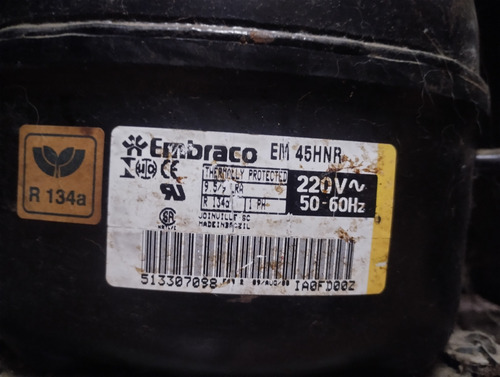 Embraco EM 45HNR
THERMALLY PROTECTED
LRA
R 134a 1 PH
220V~
50-60Hz
JOINVILLE SC
MADE IN BRAZIL
R 134a
513307098
IA0FD00Z